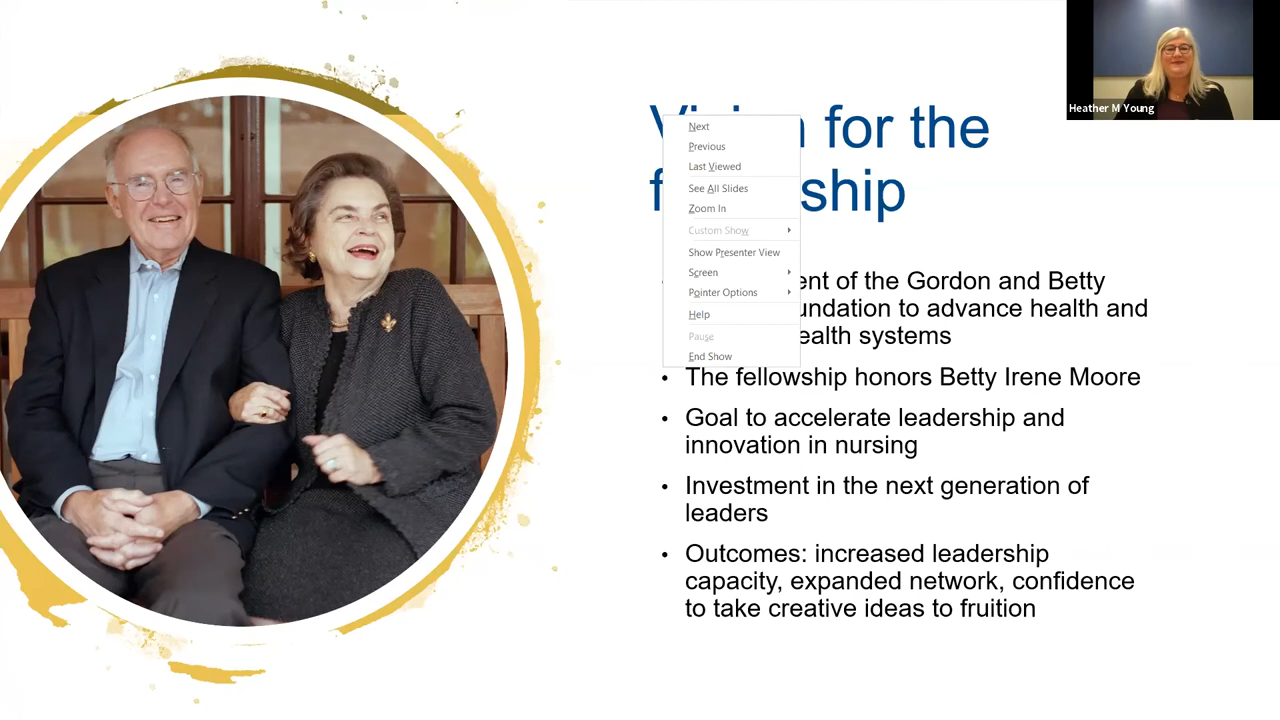 for the
ship
ent of the Gordon and Betty
undation to advance health and
ealth systems
• The fellowship honors Betty Irene Moore
• Goal to accelerate leadership and
innovation in nursing
• Investment in the next generation of
leaders
• Outcomes: increased leadership
capacity, expanded network, confidence
to take creative ideas to fruition
Next
Previous
Last Viewed
See All Slides
Zoom In
Custom Show
Show Presenter View
Screen
Pointer Options
Help
Pause
End Show
Heather M Young